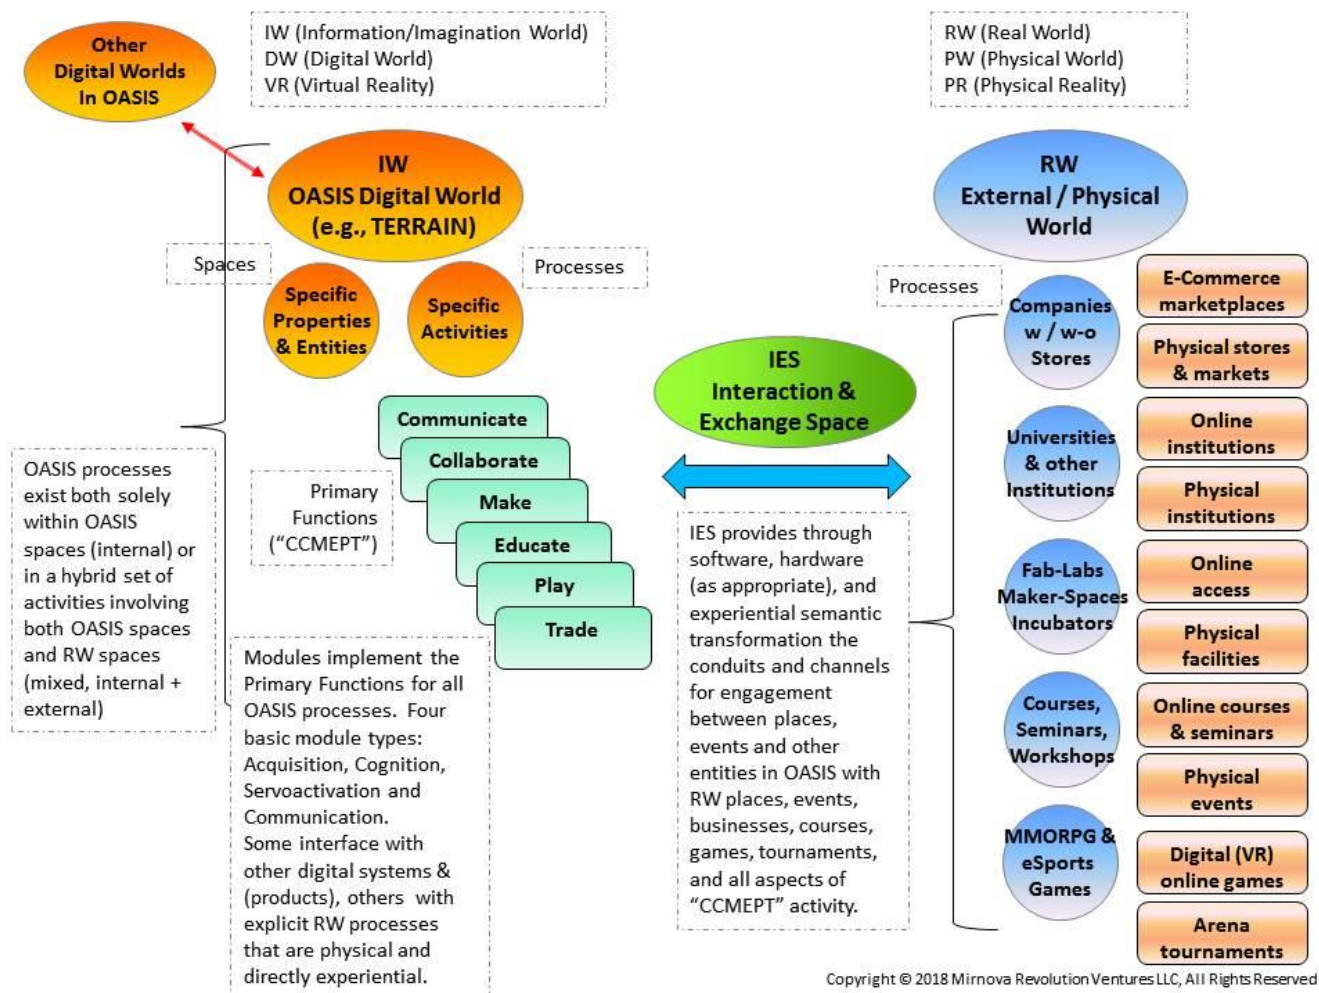 Other
Digital Worlds
In OASIS
IW (Information/Imagination World)
DW (Digital World)
VR (Virtual Reality)
RW (Real World)
PW (Physical World)
PR (Physical Reality)
IW
OASIS Digital World
(e.g., TERRAIN)
RW
External / Physical
World
Spaces
Processes
Specific
Properties
& Entities
Specific
Activities
Communicate
Collaborate
Make
Educate
Play
Trade
Primary
Functions
(“CCMEPT”)
OASIS processes
exist both solely
within OASIS
spaces (internal) or
in a hybrid set of
activities involving
both OASIS spaces
and RW spaces
(mixed, internal +
external)
Modules implement the
Primary Functions for all
OASIS processes. Four
basic module types:
Acquisition, Cognition,
Servoactivation and
Communication.
Some interface with
other digital systems &
(products), others with
explicit RW processes
that are physical and
directly experiential.
IES
Interaction &
Exchange Space
IES provides through
software, hardware
(as appropriate), and
experiential semantic
transformation the
conduits and channels
for engagement
between places,
events and other
entities in OASIS with
RW places, events,
businesses, courses,
games, tournaments,
and all aspects of
“CCMEPT” activity.
Processes
Companies
w / w-o
Stores
E-Commerce
marketplaces
Physical stores
& markets
Universities
& other
Institutions
Online
institutions
Physical
institutions
Fab-Labs
Maker-Spaces
Incubators
Online
access
Physical
facilities
Courses,
Seminars,
Workshops
Online courses
& seminars
Physical
events
MMORPG &
eSports
Games
Digital (VR)
online games
Arena
tournaments
Copyright © 2018 Mirnova Revolution Ventures LLC, All Rights Reserved